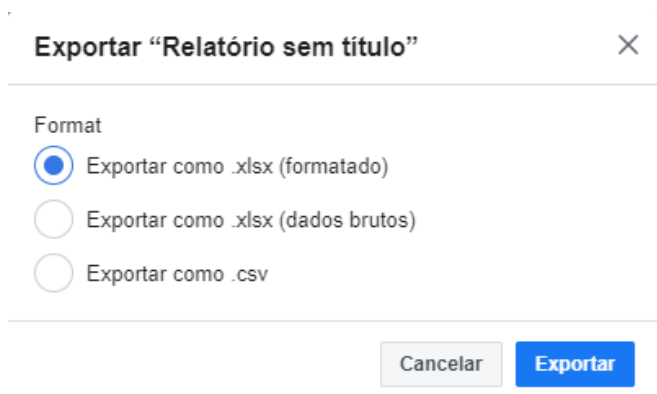 Exportar “Relatório sem título”
Format
Exportar como .xlsx (formatado)
Exportar como .xlsx (dados brutos)
Exportar como .csv
Cancelar
Exportar